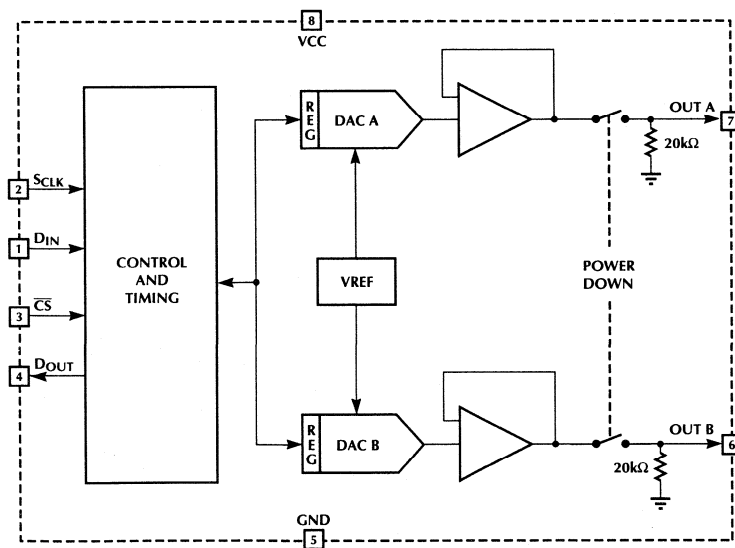 8
VCC
REG
DAC A
OUT A
7
20kΩ
2
SCLK
1
DIN
3
C̅S̅
4
DOUT
CONTROL
AND
TIMING
VREF
POWER
DOWN
REG
DAC B
OUT B
6
20kΩ
GND
5